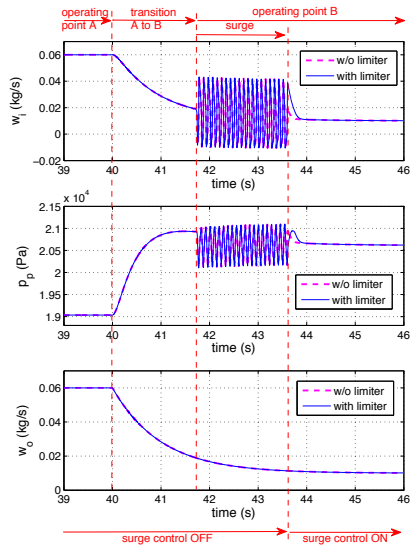 operating point A
transition A to B
operating point B
surge
w/o limiter
with limiter
w_i (kg/s)
0.06
0.04
0.02
0
−0.02
39 40 41 42 43 44 45 46
time (s)
x 10^4
w/o limiter
with limiter
p_p (Pa)
2.15
2.1
2.05
2
1.95
1.9
39 40 41 42 43 44 45 46
time (s)
w/o limiter
with limiter
w_o (kg/s)
0.06
0.04
0.02
0
39 40 41 42 43 44 45 46
time (s)
surge control OFF
surge control ON